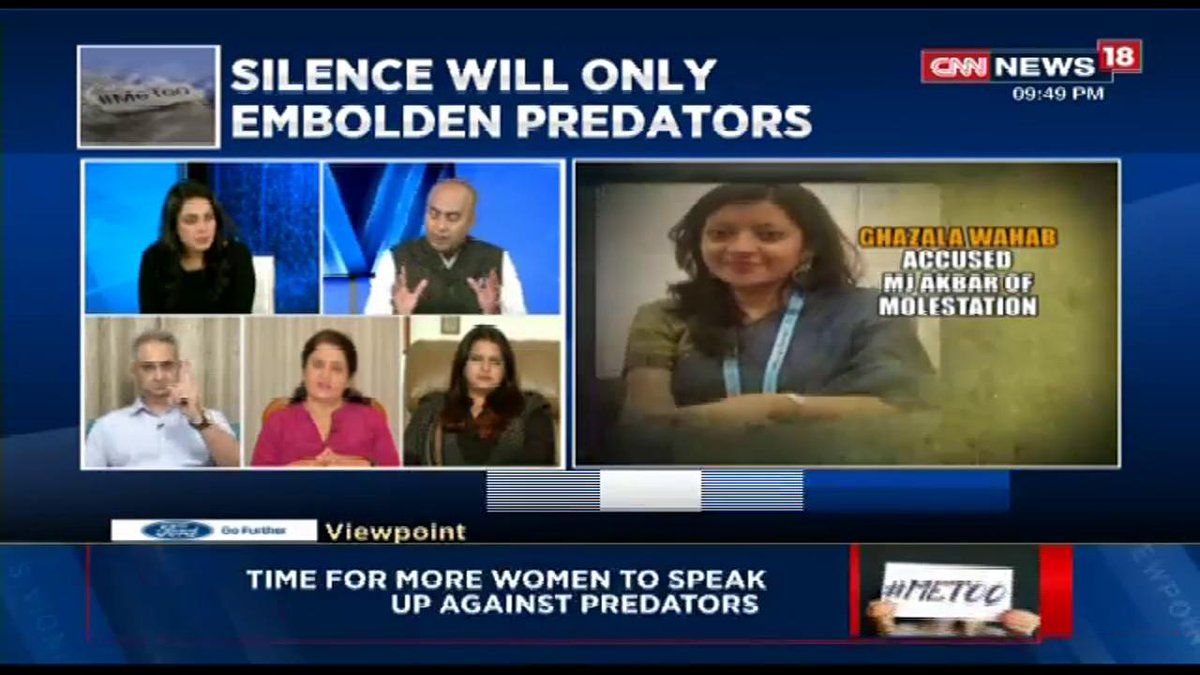 #MeToo
SILENCE WILL ONLY
EMBOLDEN PREDATORS
CNN NEWS 18
09:49 PM
GHAZALA WAHAB
ACCUSED
MJ AKBAR OF
MOLESTATION
Ford Go Further
Viewpoint
TIME FOR MORE WOMEN TO SPEAK
UP AGAINST PREDATORS
#METOO